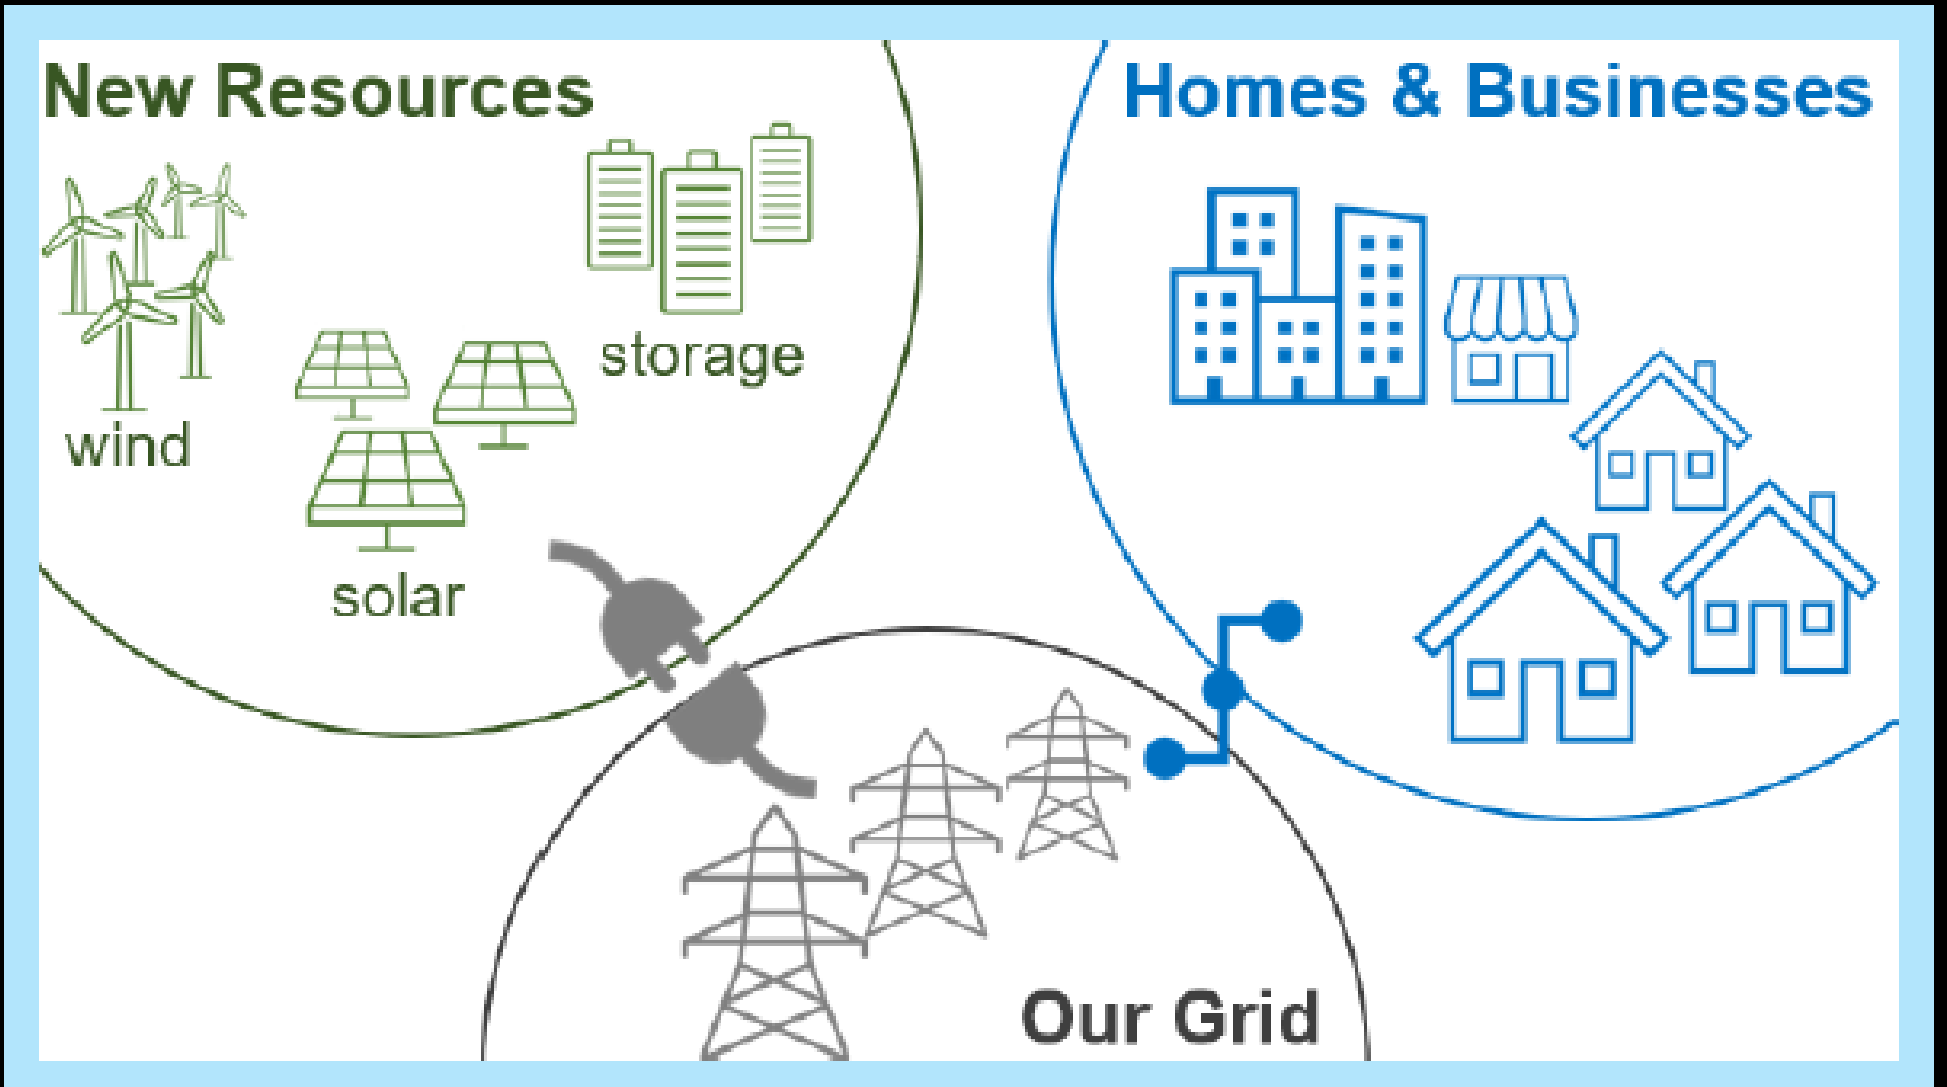 New Resources
Homes & Businesses
storage
wind
solar
Our Grid